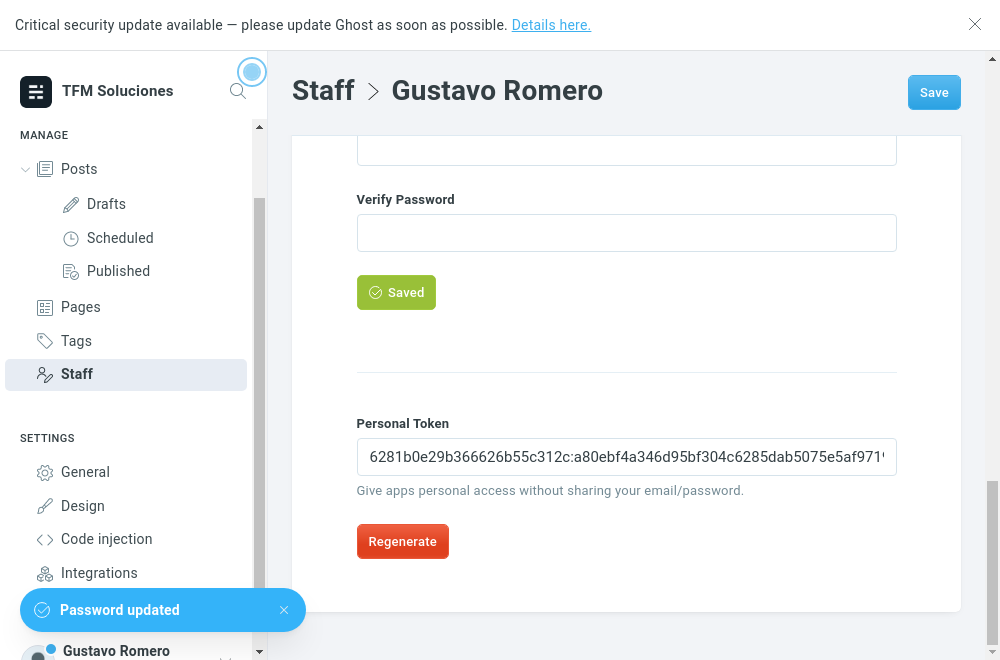 Critical security update available — please update Ghost as soon as possible. Details here.
TFM Soluciones
MANAGE
Posts
Drafts
Scheduled
Published
Pages
Tags
Staff
SETTINGS
General
Design
Code injection
Integrations
Password updated
Gustavo Romero
Staff > Gustavo Romero
Save
Verify Password
Saved
Personal Token
6281b0e29b366626b55c312c:a80ebf4a346d95bf304c6285dab5075e5af971
Give apps personal access without sharing your email/password.
Regenerate